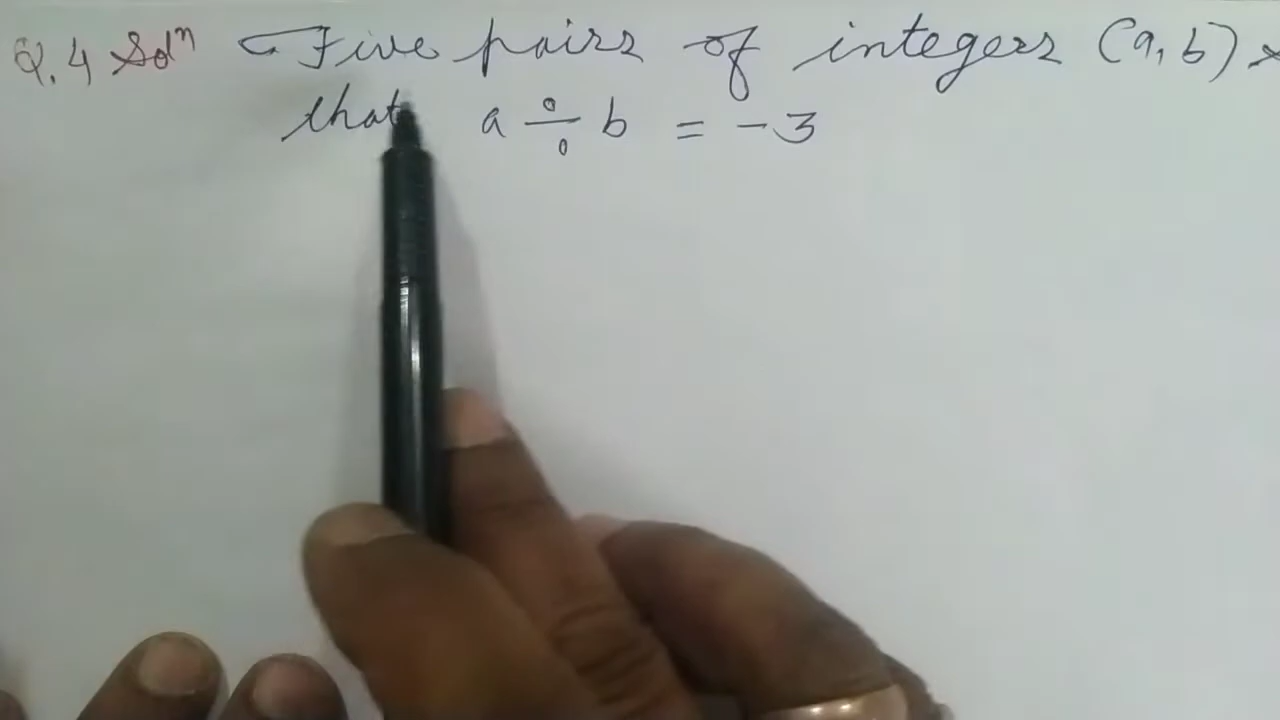 Q.4 Solⁿ Five pairs of integers (a, b)
that a ÷ b = -3